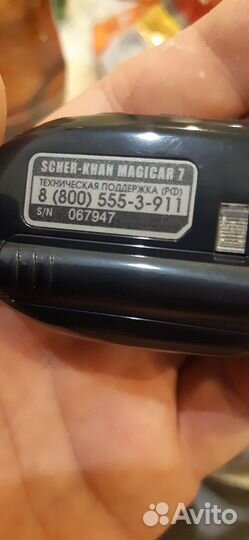 SCHER-KHAN MAGICAR 7
ТЕХНИЧЕСКАЯ ПОДДЕРЖКА (РФ)
8 (800) 555-3-911
S/N 067947
Avito